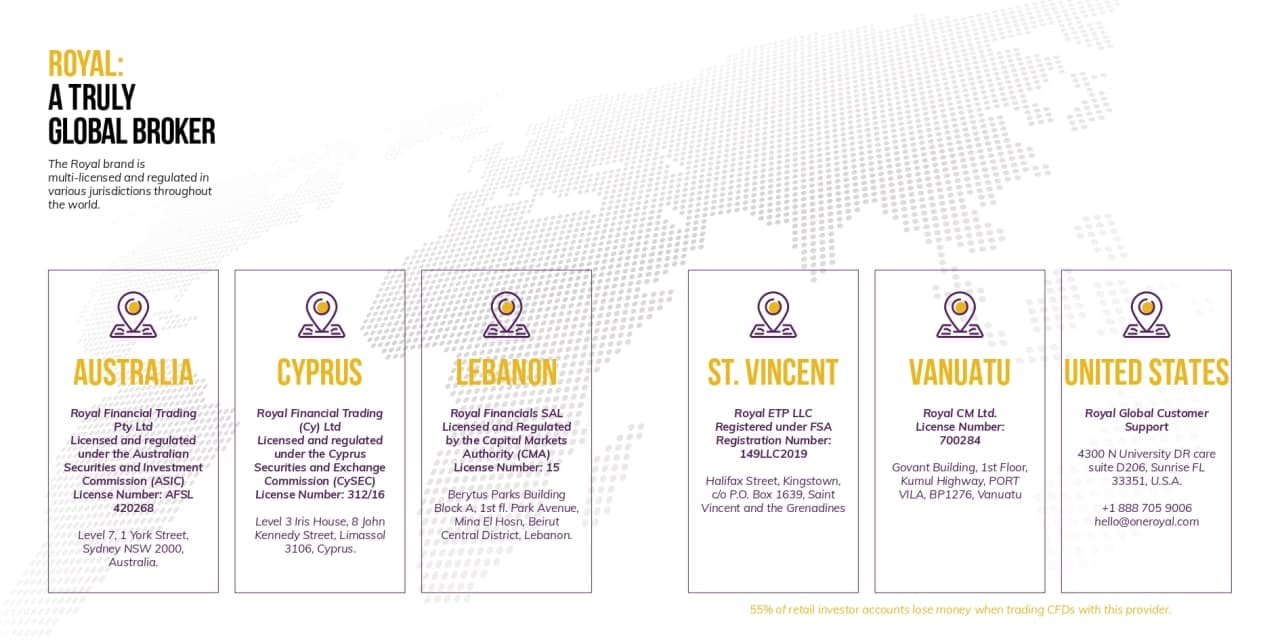 ROYAL:
A TRULY
GLOBAL BROKER
The Royal brand is
multi-licensed and regulated in
various jurisdictions throughout
the world.
AUSTRALIA
Royal Financial Trading
Pty Ltd
Licensed and regulated
under the Australian
Securities and Investment
Commission (ASIC)
License Number: AFSL
420268
Level 7, 1 York Street,
Sydney NSW 2000,
Australia.
CYPRUS
Royal Financial Trading
(Cy) Ltd
Licensed and regulated
under the Cyprus
Securities and Exchange
Commission (CySEC)
License Number: 312/16
Level 3 Iris House, 8 John
Kennedy Street, Limassol
3106, Cyprus.
LEBANON
Royal Financials SAL
Licensed and Regulated
by the Capital Markets
Authority (CMA)
License Number: 15
Berytus Parks Building
Block A, 1st fl. Park Avenue,
Mina El Hosn, Beirut
Central District, Lebanon.
ST. VINCENT
Royal ETP LLC
Registered under FSA
Registration Number:
149LLC2019
Halifax Street, Kingstown,
c/o P.O. Box 1639, Saint
Vincent and the Grenadines
VANUATU
Royal CM Ltd.
License Number:
700284
Govant Building, 1st Floor,
Kumul Highway, PORT
VILA, BP1276, Vanuatu
UNITED STATES
Royal Global Customer
Support
4300 N University DR care
suite D206, Sunrise FL
33351, U.S.A.
+1 888 705 9006
hello@oneroyal.com
55% of retail investor accounts lose money when trading CFDs with this provider.